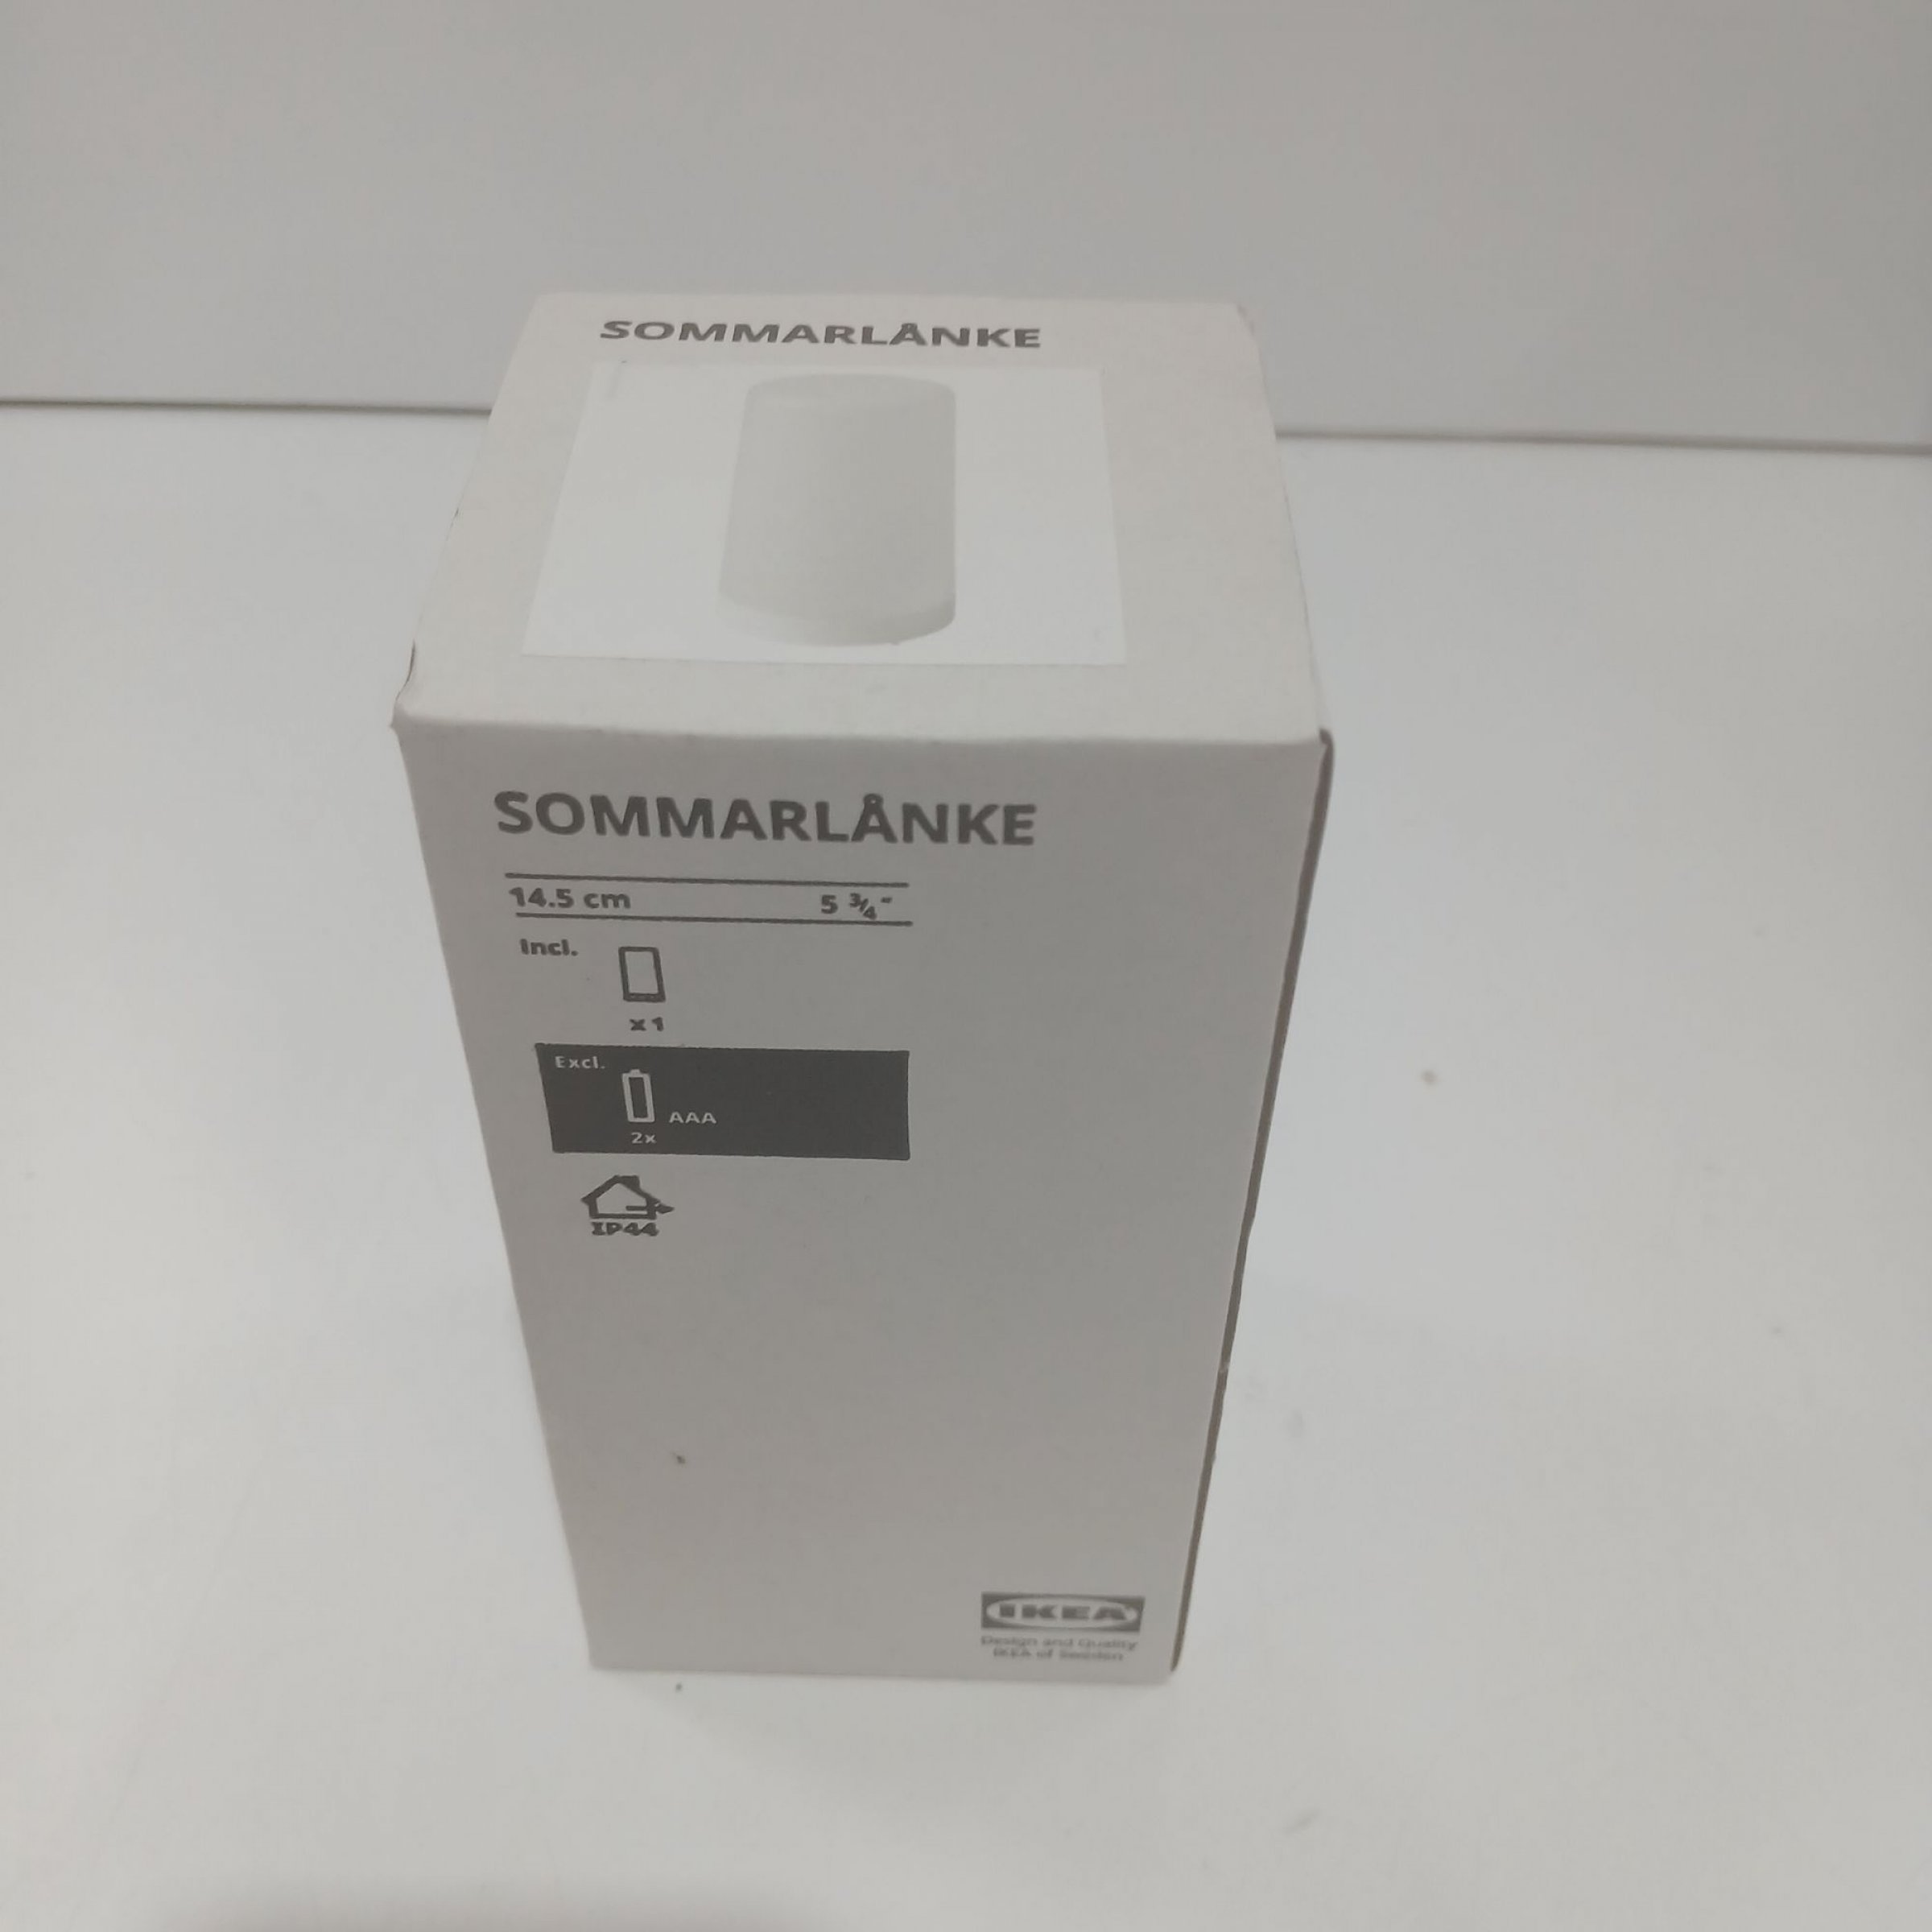 SOMMARLÅNKE
SOMMARLÅNKE
14.5 cm 5 ¾"
Incl.
x 1
Excl.
AAA
2x
IP44
IKEA
Design and Quality
IKEA of Sweden